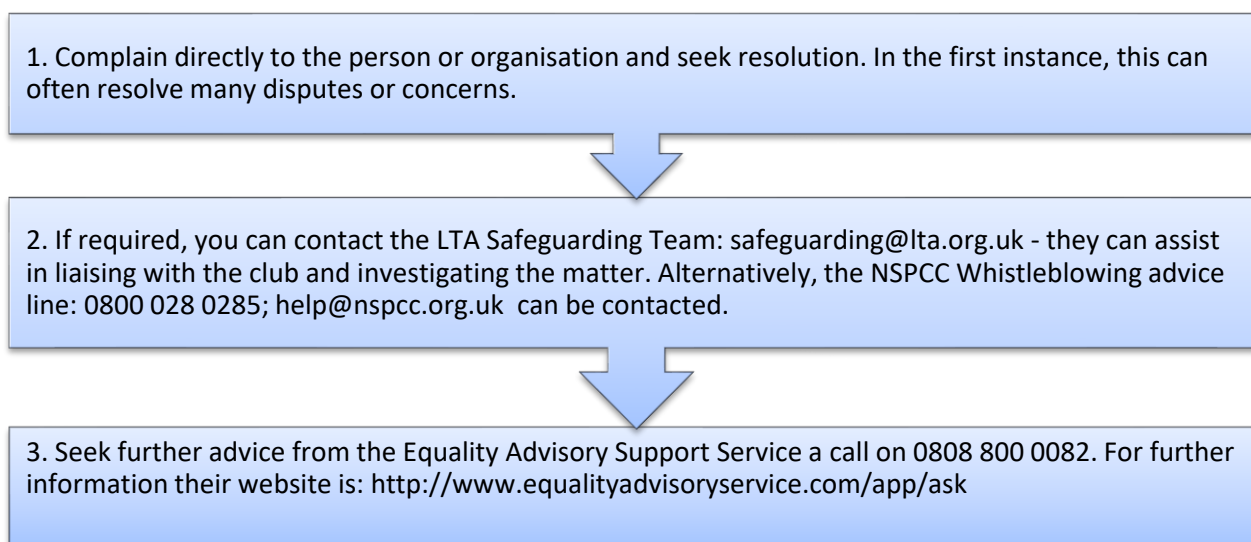 1. Complain directly to the person or organisation and seek resolution. In the first instance, this can
often resolve many disputes or concerns.
2. If required, you can contact the LTA Safeguarding Team: safeguarding@lta.org.uk - they can assist
in liaising with the club and investigating the matter. Alternatively, the NSPCC Whistleblowing advice
line: 0800 028 0285; help@nspcc.org.uk can be contacted.
3. Seek further advice from the Equality Advisory Support Service a call on 0808 800 0082. For further
information their website is: http://www.equalityadvisoryservice.com/app/ask